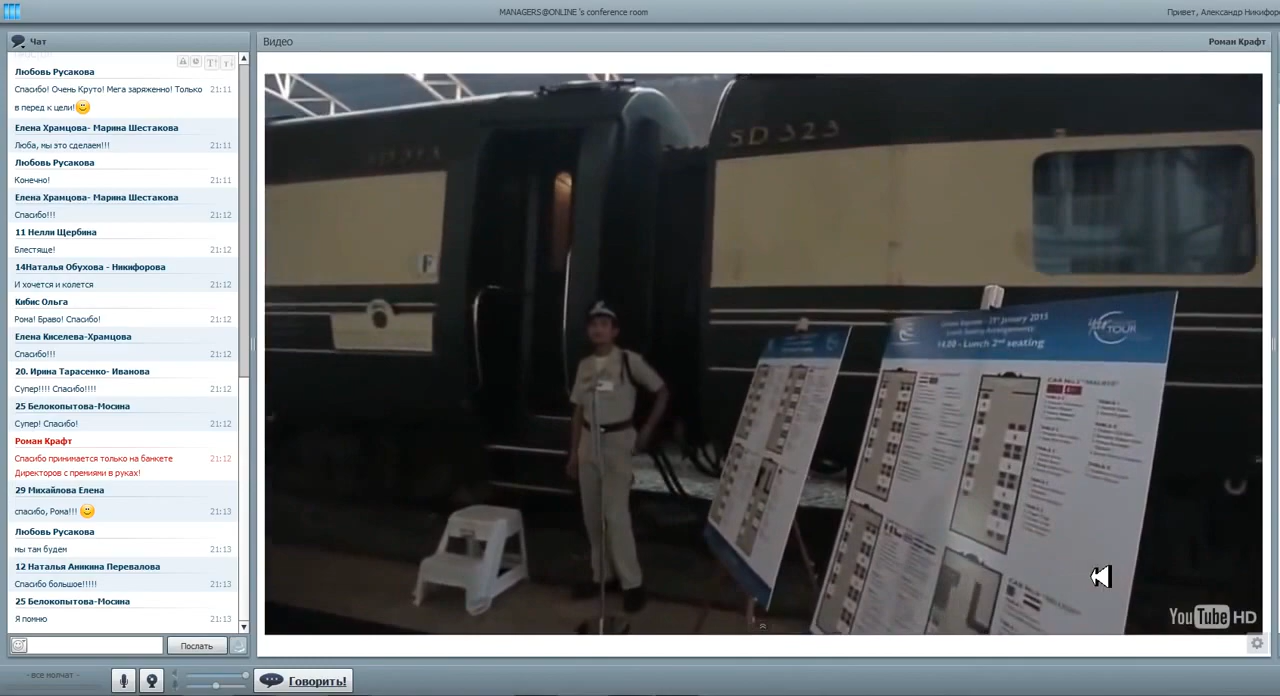 MANAGERS@ONLINE 's conference room
Привет, Александр Никифоро
Чат
Видео
Роман Крафт
Любовь Русакова
Спасибо! Очень Круто! Мега заряженно! Только 21:11
в перед к цели!
Елена Храмцова- Марина Шестакова
Люба, мы это сделаем!!! 21:11
Любовь Русакова
Конечно! 21:11
Елена Храмцова- Марина Шестакова
Спасибо!!! 21:12
11 Нелли Щербина
Блестяще! 21:12
14Наталья Обухова - Никифорова
И хочется и колется 21:12
Кибис Ольга
Рома! Браво! Спасибо! 21:12
Елена Киселева-Храмцова
Спасибо!!! 21:12
20. Ирина Тарасенко- Иванова
Супер!!!! Спасибо!!!! 21:12
25 Белокопытова-Мосина
Супер! Спасибо! 21:12
Роман Крафт
Спасибо принимается только на банкете 21:12
Директоров с премиями в руках!
29 Михайлова Елена
спасибо, Рома!!! 21:13
Любовь Русакова
мы там будем 21:13
12 Наталья Аникина Перевалова
Спасибо большое!!!!! 21:13
25 Белокопытова-Мосина
Я помню 21:13
Послать
- все молчат -
Говорить!
SD 323
F
January 2015
14.00 - Lunch 2nd seating
TOUR
YouTube HD